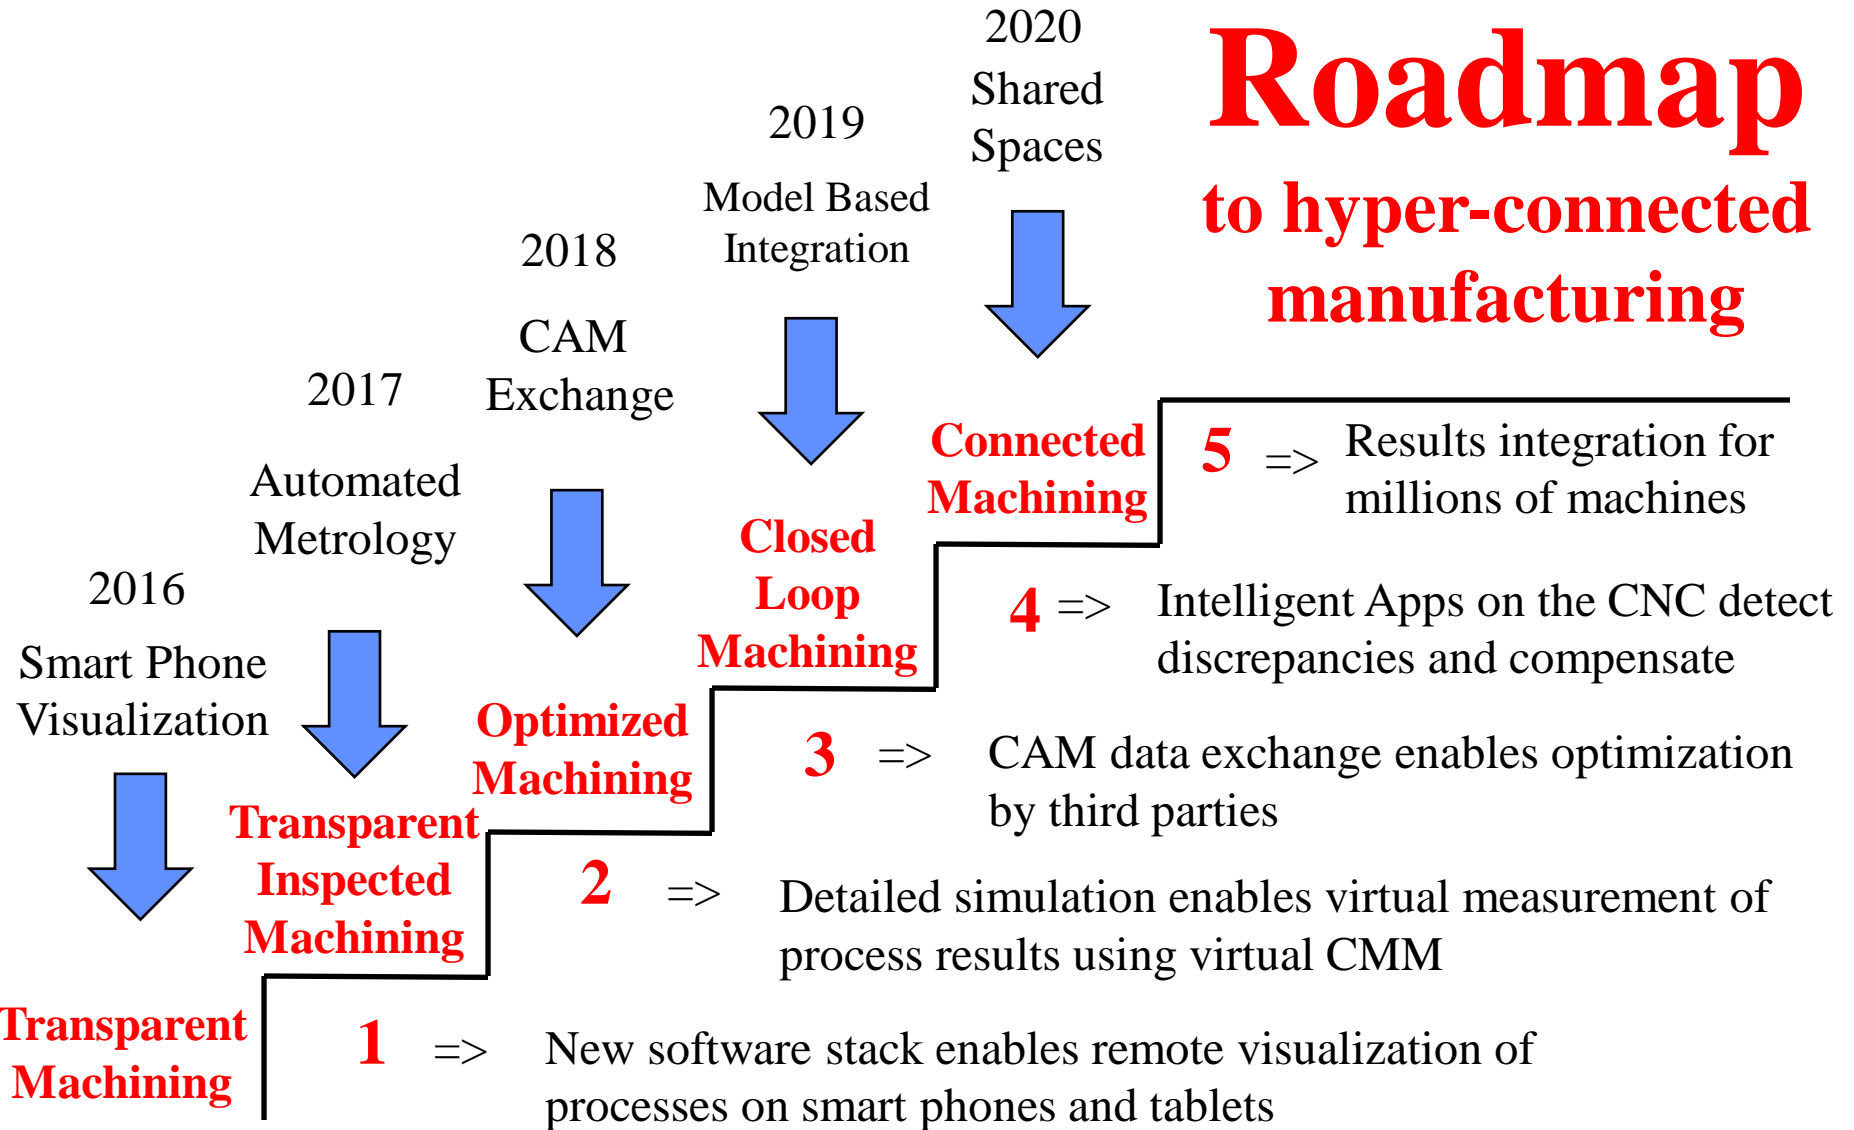 Roadmap
to hyper-connected
manufacturing
2020
Shared
Spaces
2019
Model Based
Integration
2018
CAM
Exchange
2017
Automated
Metrology
2016
Smart Phone
Visualization
Connected
Machining
5 => Results integration for
millions of machines
Closed
Loop
Machining
4 => Intelligent Apps on the CNC detect
discrepancies and compensate
Optimized
Machining
3 => CAM data exchange enables optimization
by third parties
Transparent
Inspected
Machining
2 => Detailed simulation enables virtual measurement of
process results using virtual CMM
Transparent
Machining
1 => New software stack enables remote visualization of
processes on smart phones and tablets